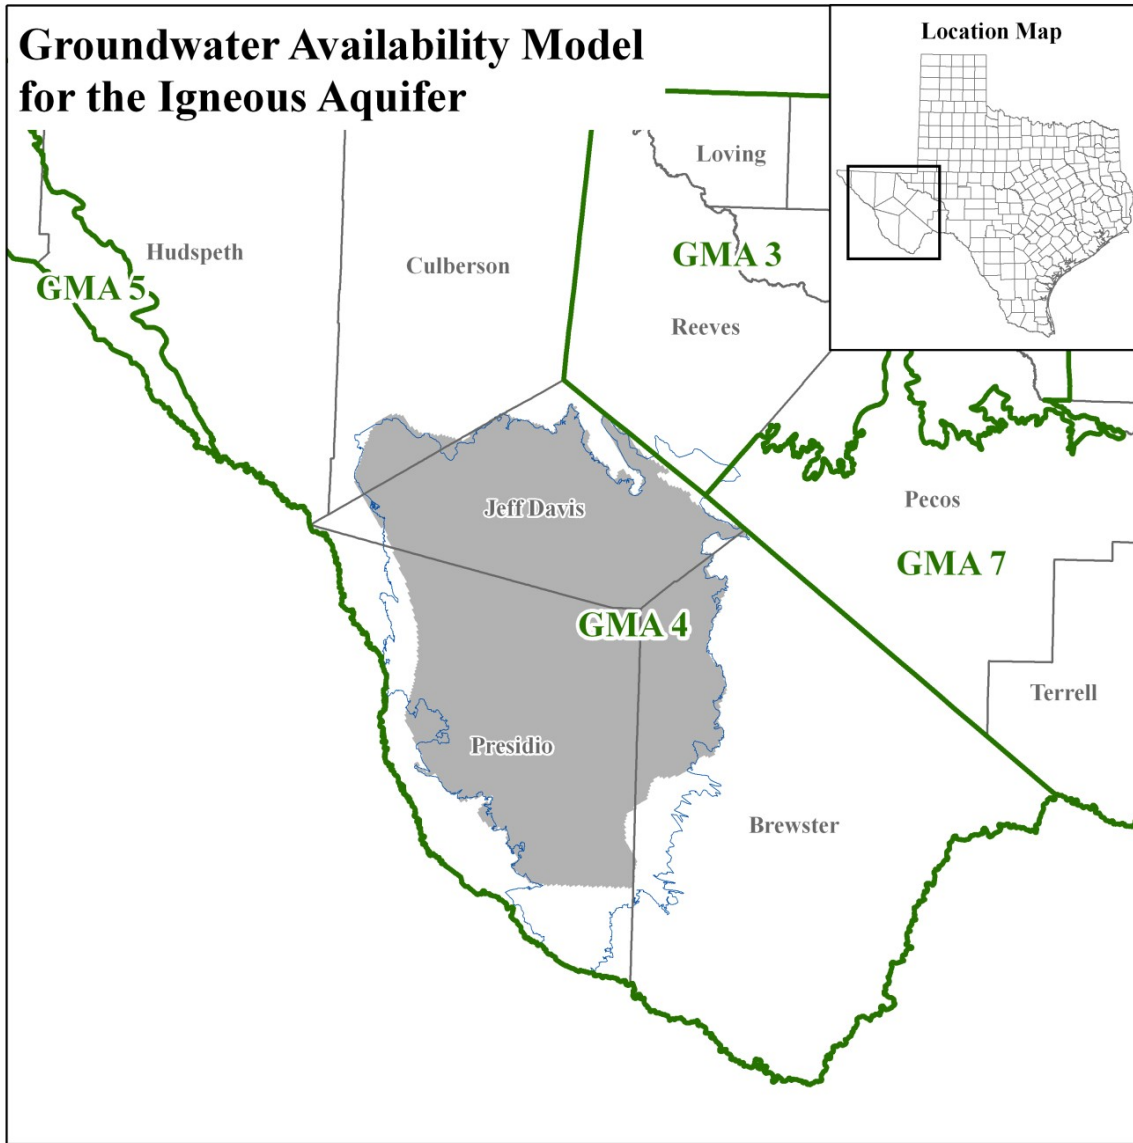 Groundwater Availability Model
for the Igneous Aquifer
Location Map
Loving
Hudspeth
Culberson
GMA 3
GMA 5
Reeves
Jeff Davis
Pecos
GMA 7
GMA 4
Terrell
Presidio
Brewster